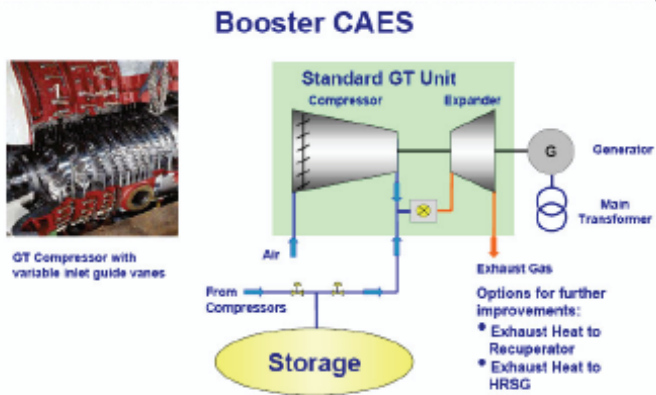 Booster CAES
Standard GT Unit
Compressor
Expander
G
Generator
Main
Transformer
GT Compressor with
variable inlet guide vanes
Air
Exhaust Gas
From
Compressors
Storage
Options for further
improvements:
• Exhaust Heat to
Recuperator
• Exhaust Heat to
HRSG